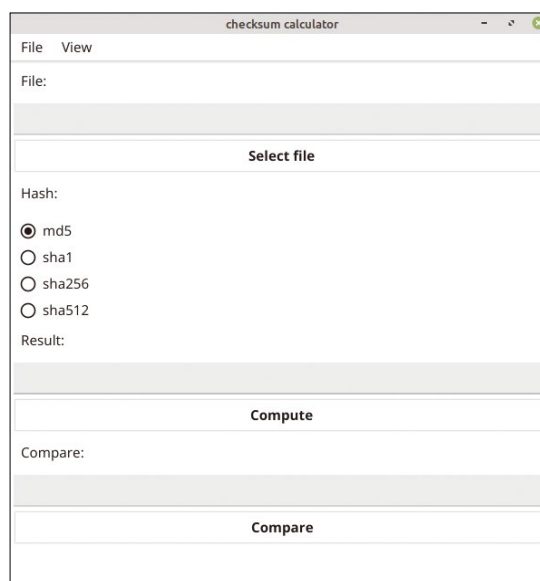 checksum calculator
File View
File:
Select file
Hash:
md5
sha1
sha256
sha512
Result:
Compute
Compare:
Compare